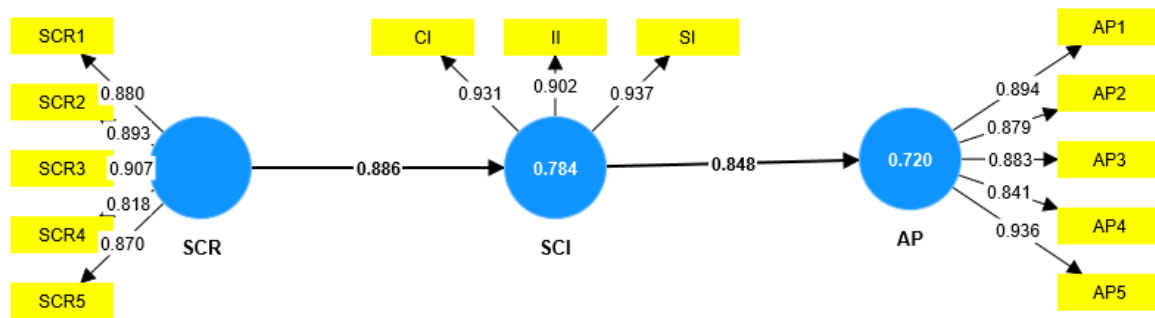 SCR1
SCR2
SCR3
SCR4
SCR5
0.880
0.893
0.907
0.818
0.870
SCR
0.886
CI
II
SI
0.931
0.902
0.937
0.784
SCI
0.848
0.720
AP
0.894
0.879
0.883
0.841
0.936
AP1
AP2
AP3
AP4
AP5